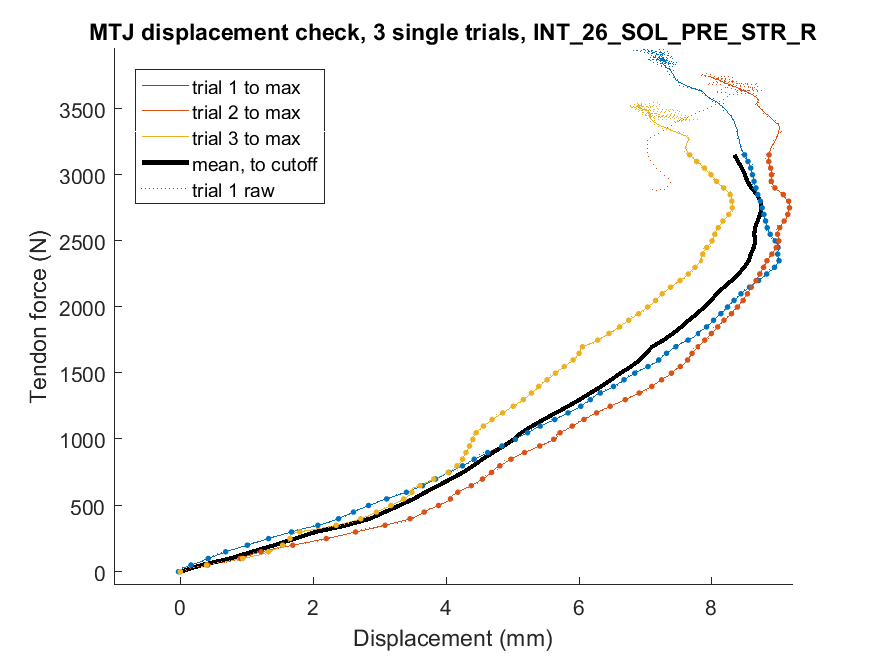 MTJ displacement check, 3 single trials, INT_26_SOL_PRE_STR_R
trial 1 to max
trial 2 to max
trial 3 to max
mean, to cutoff
trial 1 raw
3500
3000
2500
2000
1500
1000
500
0
Tendon force (N)
0 2 4 6 8
Displacement (mm)